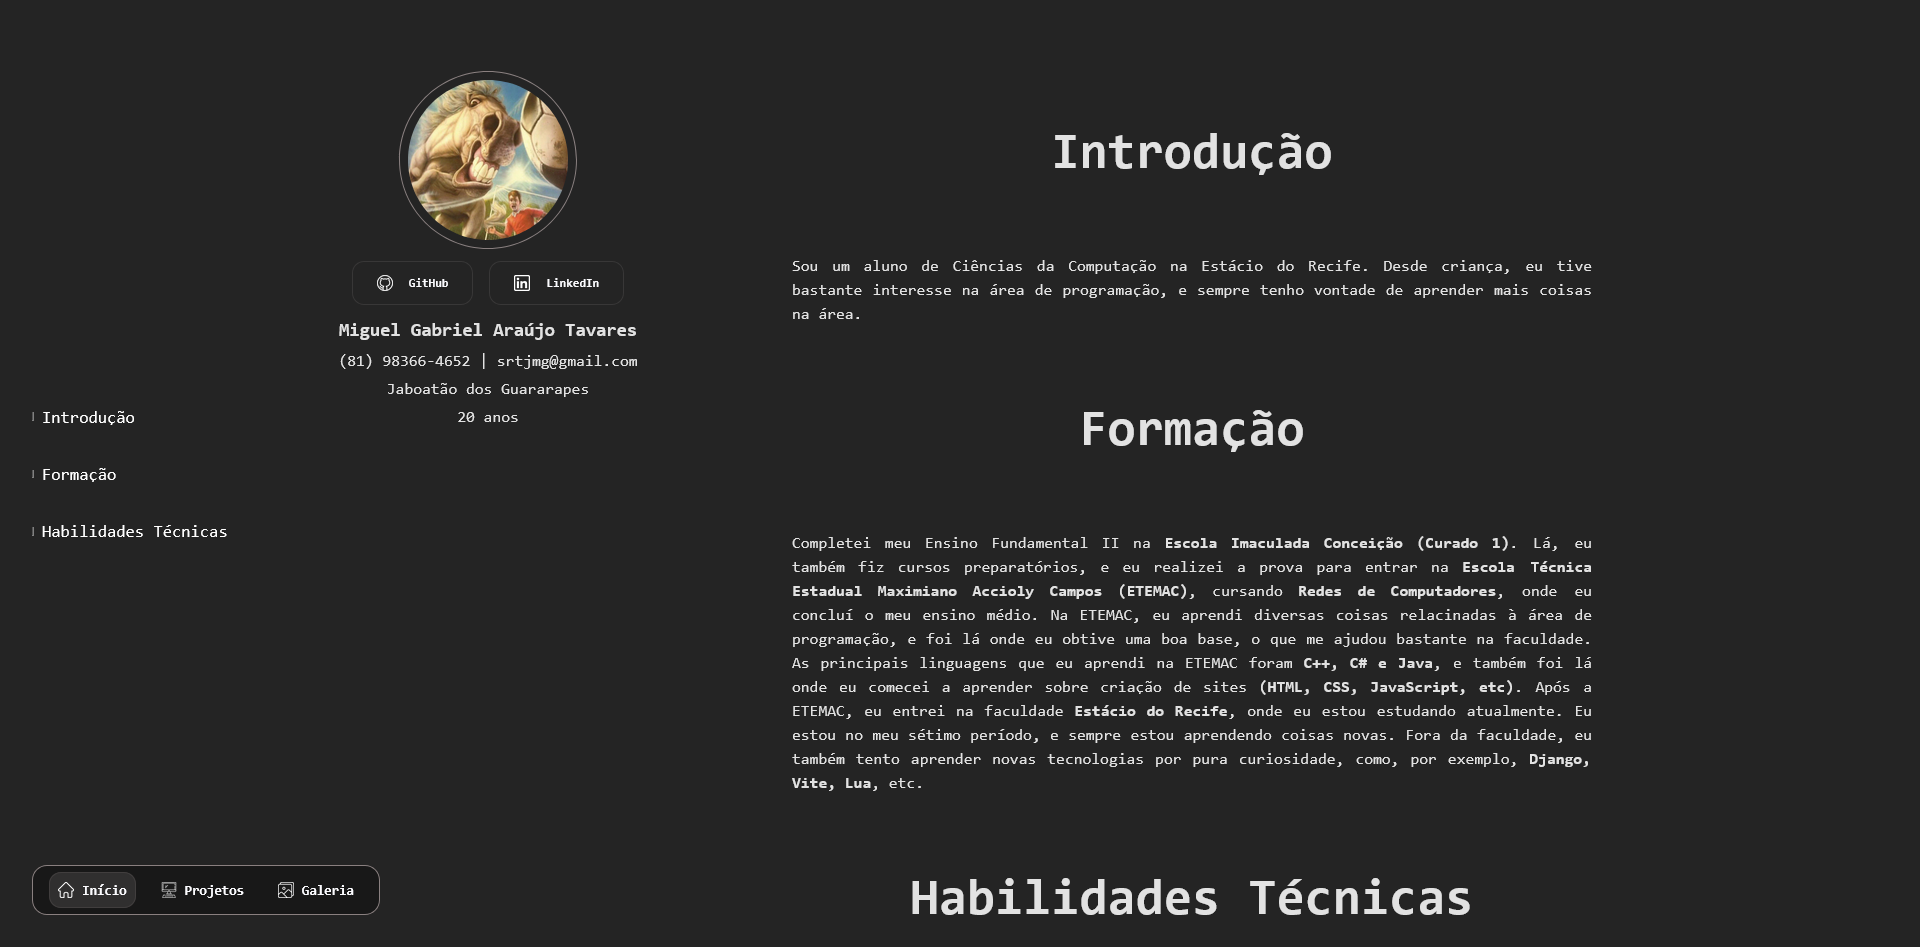 GitHub
LinkedIn
Miguel Gabriel Araújo Tavares
(81) 98366-4652 | srtjmg@gmail.com
Jaboatão dos Guararapes
20 anos
Introdução
Formação
Habilidades Técnicas
Início
Projetos
Galeria
Introdução
Sou um aluno de Ciências da Computação na Estácio do Recife. Desde criança, eu tive
bastante interesse na área de programação, e sempre tenho vontade de aprender mais coisas
na área.
Formação
Completei meu Ensino Fundamental II na Escola Imaculada Conceição (Curado 1). Lá, eu
também fiz cursos preparatórios, e eu realizei a prova para entrar na Escola Técnica
Estadual Maximiano Accioly Campos (ETEMAC), cursando Redes de Computadores, onde eu
concluí o meu ensino médio. Na ETEMAC, eu aprendi diversas coisas relacinadas à área de
programação, e foi lá onde eu obtive uma boa base, o que me ajudou bastante na faculdade.
As principais linguagens que eu aprendi na ETEMAC foram C++, C# e Java, e também foi lá
onde eu comecei a aprender sobre criação de sites (HTML, CSS, JavaScript, etc). Após a
ETEMAC, eu entrei na faculdade Estácio do Recife, onde eu estou estudando atualmente. Eu
estou no meu sétimo período, e sempre estou aprendendo coisas novas. Fora da faculdade, eu
também tento aprender novas tecnologias por pura curiosidade, como, por exemplo, Django,
Vite, Lua, etc.
Habilidades Técnicas